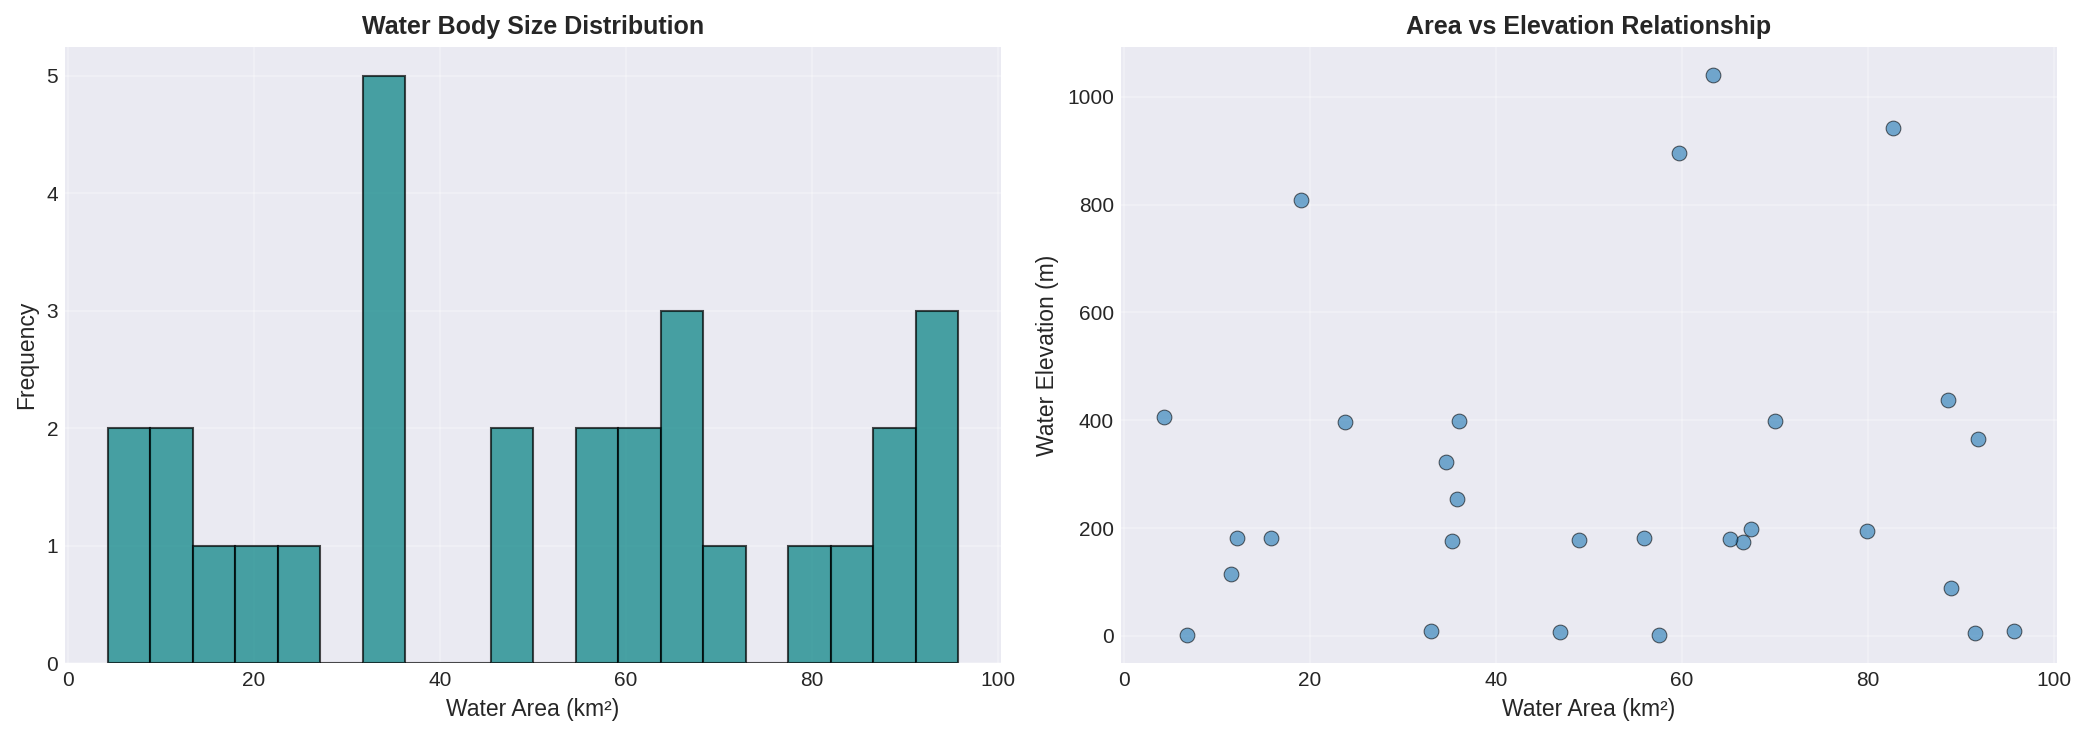 Water Body Size Distribution
Frequency
5
4
3
2
1
0
0 20 40 60 80 100
Water Area (km²)
Area vs Elevation Relationship
Water Elevation (m)
1000
800
600
400
200
0
0 20 40 60 80 100
Water Area (km²)